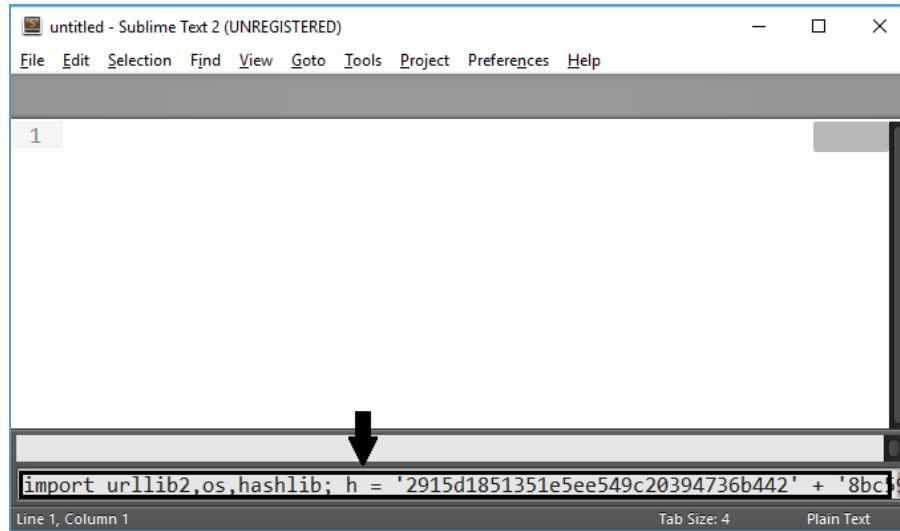 untitled - Sublime Text 2 (UNREGISTERED)
File Edit Selection Find View Goto Tools Project Preferences Help
1
import urllib2,os,hashlib; h = '2915d1851351e5ee549c20394736b442' + '8bc59
Line 1, Column 1 Tab Size: 4 Plain Text